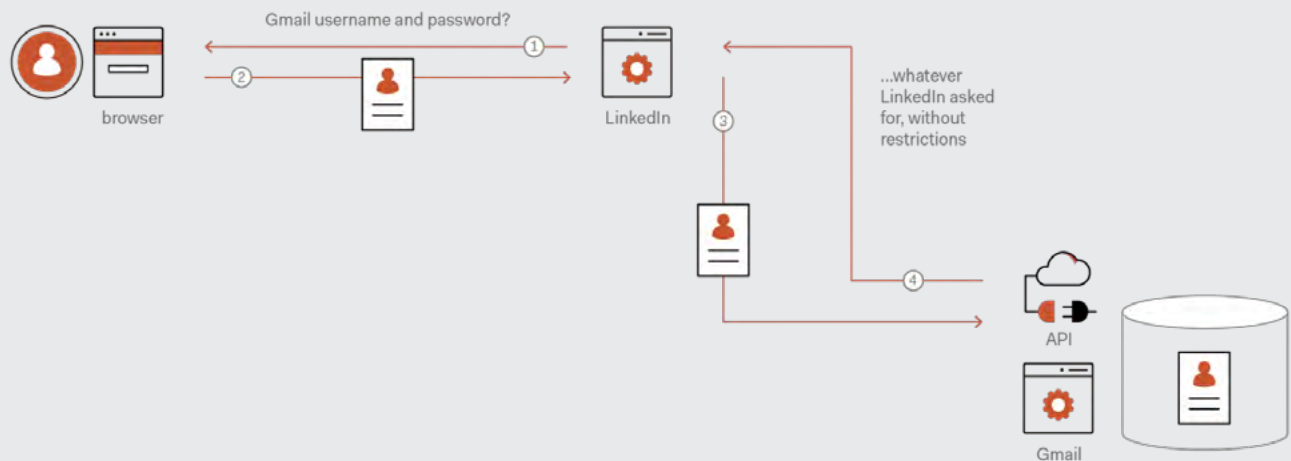 Gmail username and password?
1
2
browser
LinkedIn
3
...whatever
LinkedIn asked
for, without
restrictions
4
API
Gmail